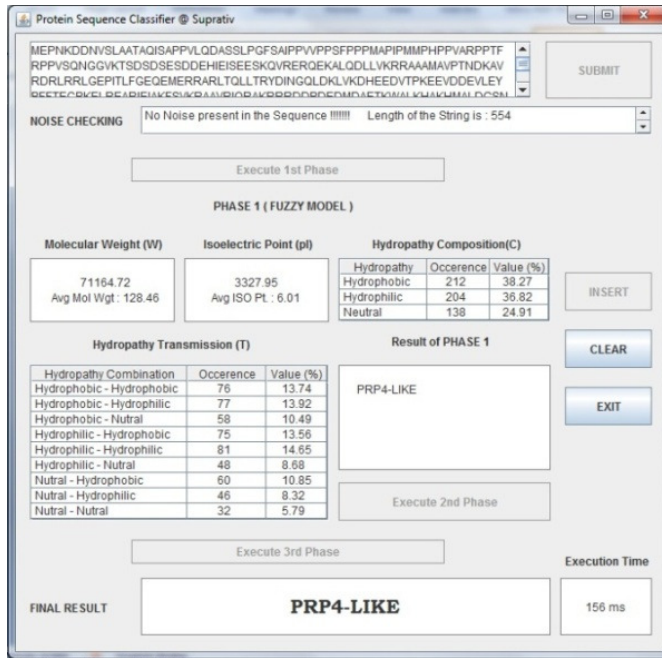 Protein Sequence Classifier @ Suprativ
MEPNKDDNVSLAATAQISAPPVLQDASSLPGFSAIPPVVPPSFPPPMAPIPMMPHPPVARPPTF
RPPVSQNGGVKTSDSDSESDDEHIEISEESKQVRERQEKALQDLLVKRRAAAMAVPTNDKAV
RDRLRRLGEPITLFGEQEMERRARLTQLLTRYDINGQLDKLVKDHEEDVTPKEEVDDEVLEY
SUBMIT
NOISE CHECKING
No Noise present in the Sequence !!!!!!! Length of the String is : 554
Execute 1st Phase
PHASE 1 ( FUZZY MODEL )
Molecular Weight (W) Isoelectric Point (pI) Hydropathy Composition(C)
71164.72
Avg Mol Wgt : 128.46
3327.95
Avg ISO Pt. : 6.01
Hydropathy Occerence Value (%)
Hydrophobic 212 38.27
Hydrophilic 204 36.82
Neutral 138 24.91
INSERT
Hydropathy Transmission (T)
Result of PHASE 1
CLEAR
Hydropathy Combination Occerence Value (%)
Hydrophobic - Hydrophobic 76 13.74
Hydrophobic - Hydrophilic 77 13.92
Hydrophobic - Nutral 58 10.49
Hydrophilic - Hydrophobic 75 13.56
Hydrophilic - Hydrophilic 81 14.65
Hydrophilic - Nutral 48 8.68
Nutral - Hydrophobic 60 10.85
Nutral - Hydrophilic 46 8.32
Nutral - Nutral 32 5.79
PRP4-LIKE
EXIT
Execute 2nd Phase
Execute 3rd Phase
Execution Time
FINAL RESULT
PRP4-LIKE
156 ms